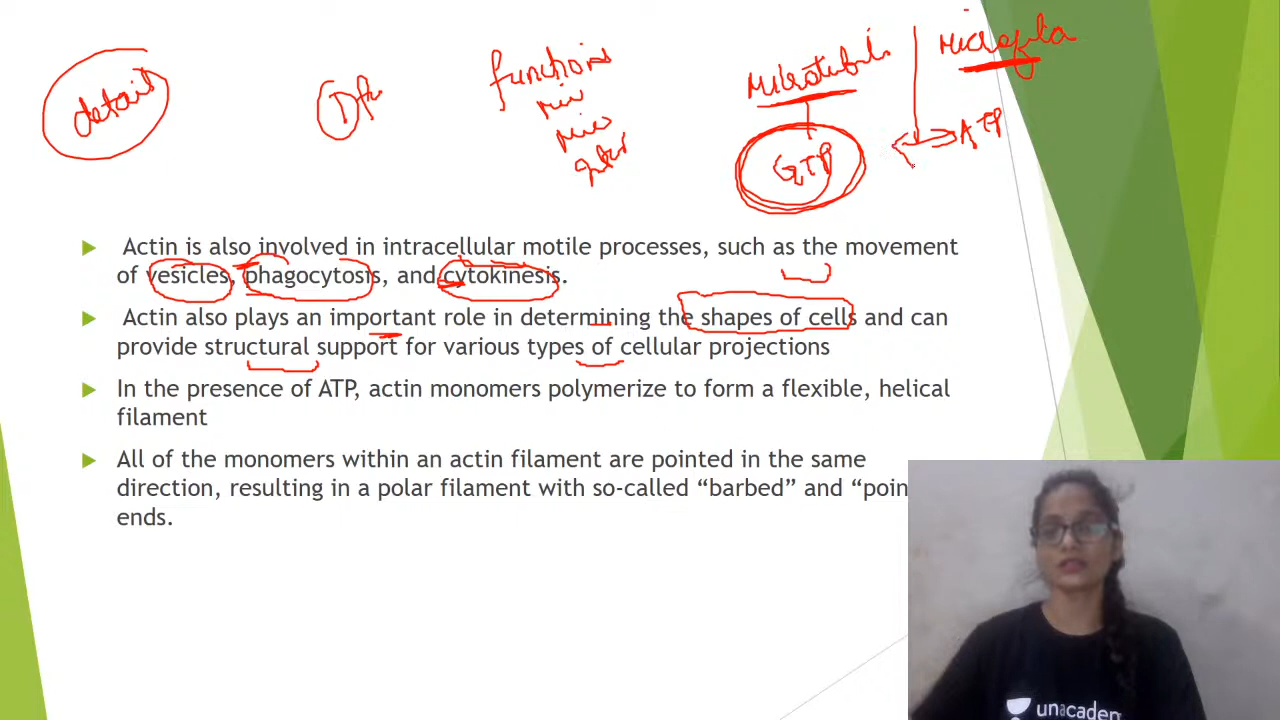 detail
functions
GTP
ATP
Actin is also involved in intracellular motile processes, such as the movement
of vesicles, phagocytosis, and cytokinesis.
Actin also plays an important role in determining the shapes of cells and can
provide structural support for various types of cellular projections
In the presence of ATP, actin monomers polymerize to form a flexible, helical
filament
All of the monomers within an actin filament are pointed in the same
direction, resulting in a polar filament with so-called “barbed” and “poin
ends.
unacadem